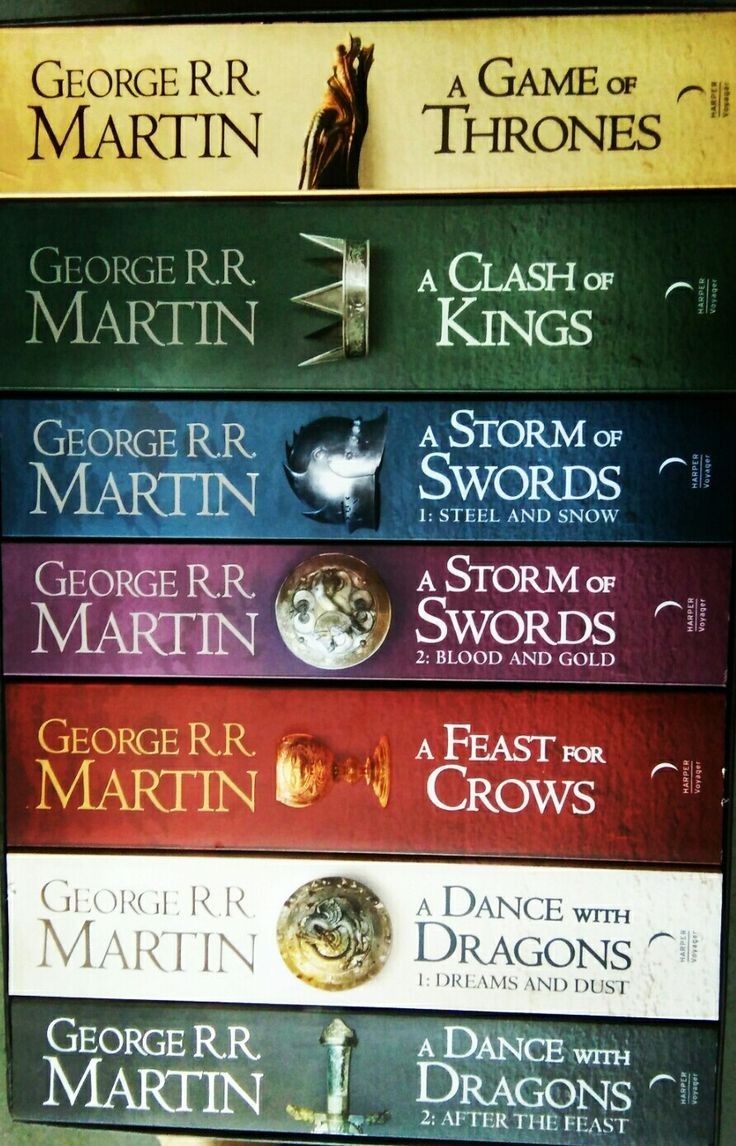 GEORGE R.R.
MARTIN
A GAME OF
THRONES
HARPER
Voyager
GEORGE R.R.
MARTIN
A CLASH OF
KINGS
HARPER
Voyager
GEORGE R.R.
MARTIN
A STORM OF
SWORDS
1: STEEL AND SNOW
HARPER
Voyager
GEORGE R.R.
MARTIN
A STORM OF
SWORDS
2: BLOOD AND GOLD
HARPER
Voyager
GEORGE R.R.
MARTIN
A FEAST FOR
CROWS
HARPER
Voyager
GEORGE R.R.
MARTIN
A DANCE WITH
DRAGONS
1: DREAMS AND DUST
HARPER
Voyager
GEORGE R.R.
MARTIN
A DANCE WITH
DRAGONS
2: AFTER THE FEAST
HARPER
Voyager